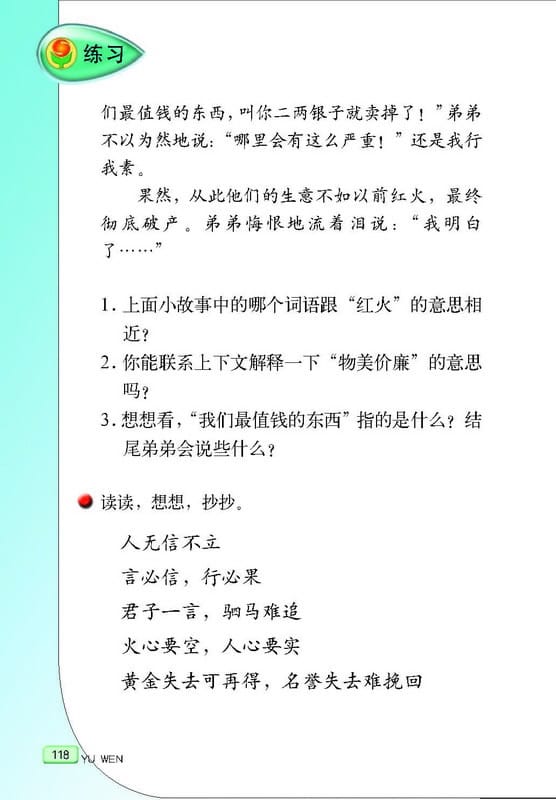 练习
们最值钱的东西，叫你二两银子就卖掉了！”弟弟
不以为然地说：“哪里会有这么严重！”还是我行
我素。
果然，从此他们的生意不如以前红火，最终
彻底破产。弟弟悔恨地流着泪说：“我明白
了……”
1. 上面小故事中的哪个词语跟“红火”的意思相
近？
2. 你能联系上下文解释一下“物美价廉”的意思
吗？
3. 想想看，“我们最值钱的东西”指的是什么？结
尾弟弟会说些什么？
读读，想想，抄抄。
人无信不立
言必信，行必果
君子一言，驷马难追
火心要空，人心要实
黄金失去可再得，名誉失去难挽回
118
YU WEN